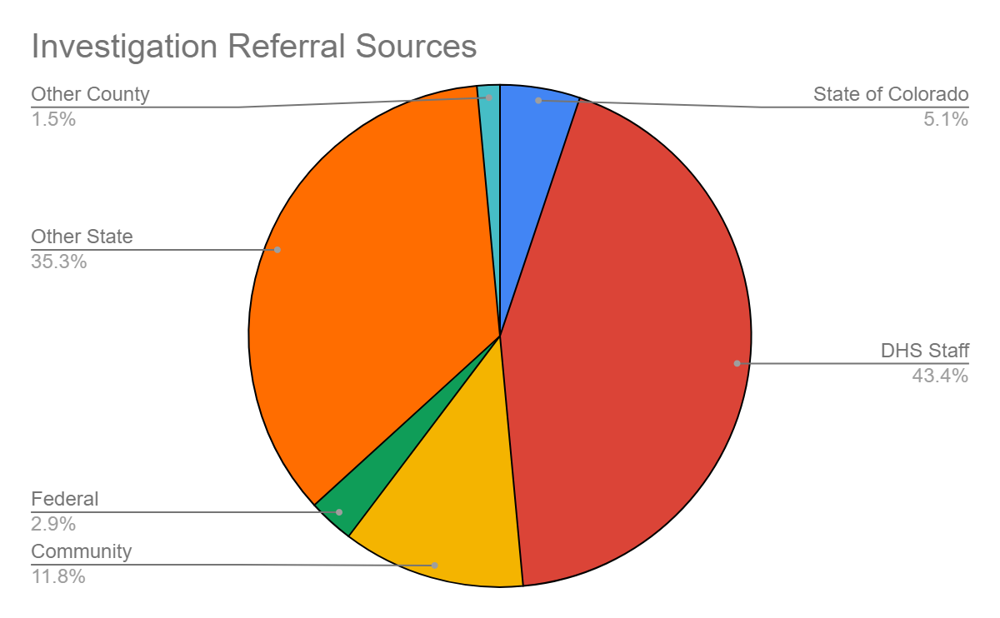 Investigation Referral Sources
Other County
1.5%
State of Colorado
5.1%
Other State
35.3%
DHS Staff
43.4%
Federal
2.9%
Community
11.8%